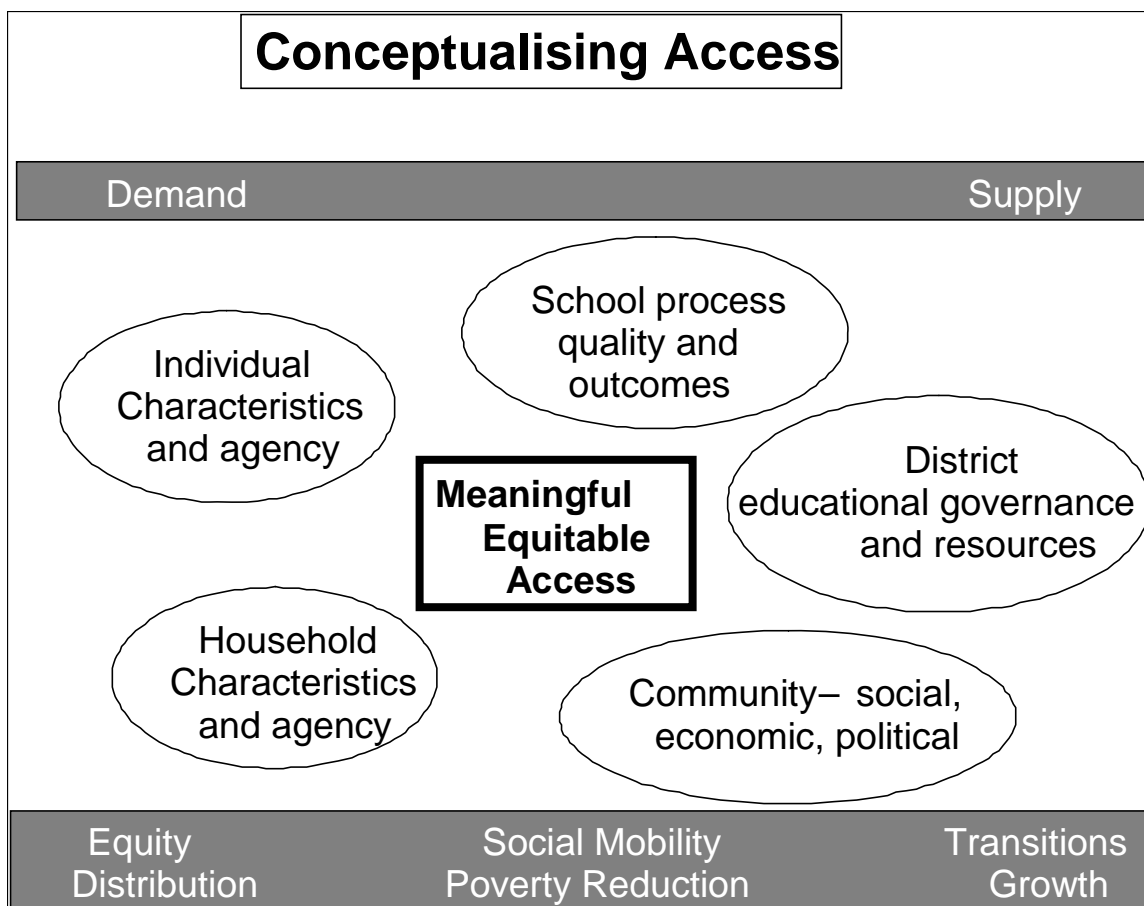 Conceptualising Access
Demand
Supply
School process
quality and
outcomes
Individual
Characteristics
and agency
District
educational governance
and resources
Meaningful
Equitable
Access
Household
Characteristics
and agency
Community– social,
economic, political
Equity
Distribution
Social Mobility
Poverty Reduction
Transitions
Growth